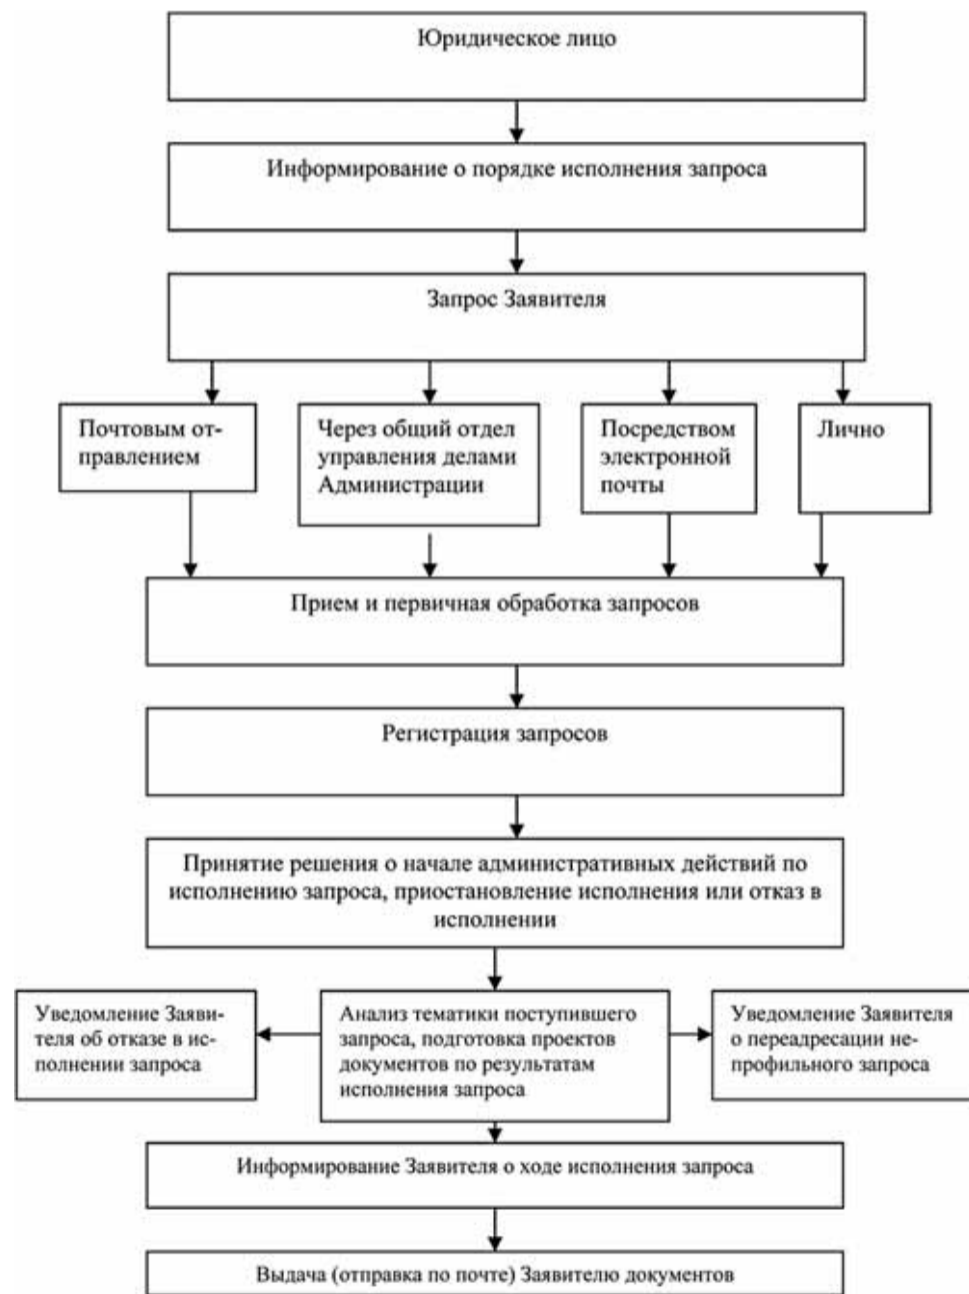 Юридическое лицо
Информирование о порядке исполнения запроса
Запрос Заявителя
Почтовым от-
правлением
Через общий отдел
управления делами
Администрации
Посредством
электронной
почты
Лично
Прием и первичная обработка запросов
Регистрация запросов
Принятие решения о начале административных действий по
исполнению запроса, приостановление исполнения или отказ в
исполнении
Уведомление Заяви-
теля об отказе в ис-
полнении запроса
Анализ тематики поступившего
запроса, подготовка проектов
документов по результатам
исполнения запроса
Уведомление Заявителя
о переадресации не-
профильного запроса
Информирование Заявителя о ходе исполнения запроса
Выдача (отправка по почте) Заявителю документов